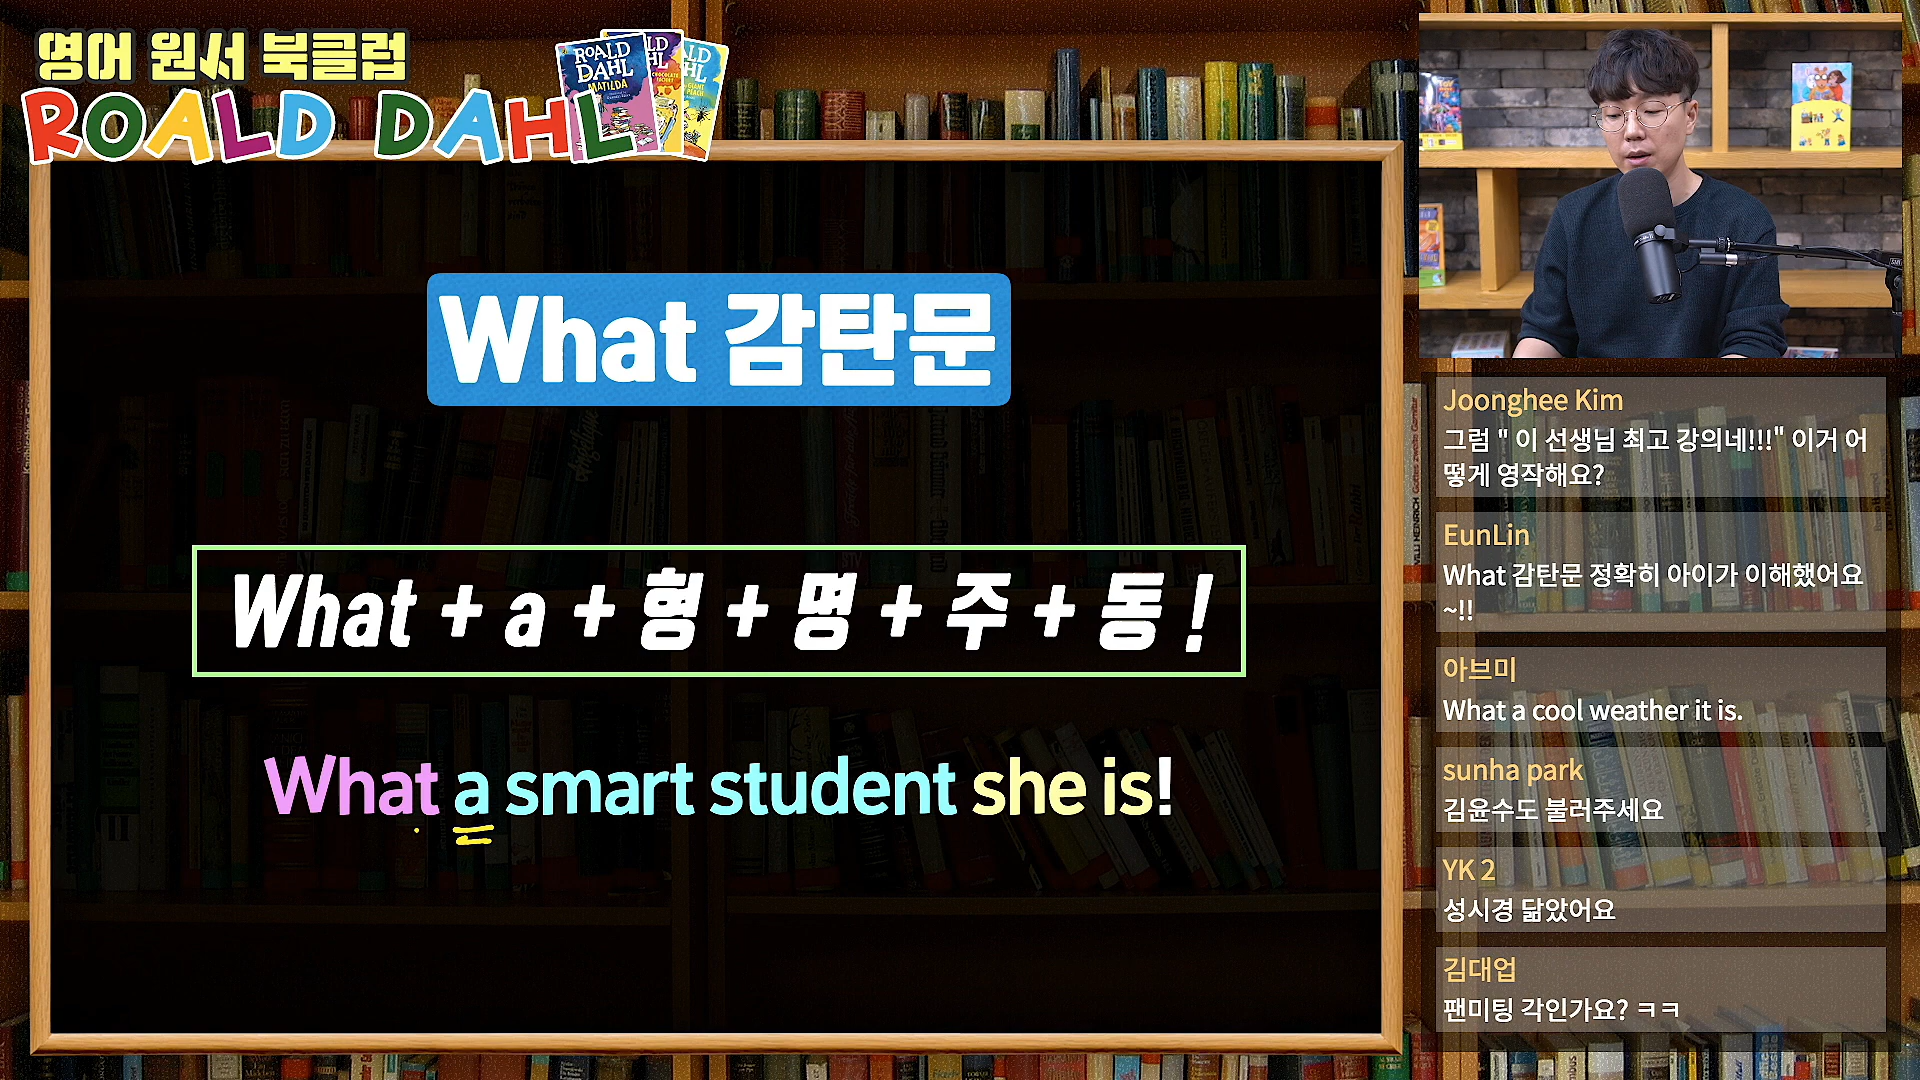 영어 원서 북클럽
ROALD DAHL
ROALD
DAHL
MATILDA
What 감탄문
What + a + 형 + 명 + 주 + 동 !
What a smart student she is!
Joonghee Kim
그럼 " 이 선생님 최고 강의네!!!" 이거 어
떻게 영작해요?
EunLin
What 감탄문 정확히 아이가 이해했어요
~!!
아브미
What a cool weather it is.
sunha park
김윤수도 불러주세요
YK 2
성시경 닮았어요
김대업
팬미팅 각인가요? ㅋㅋ